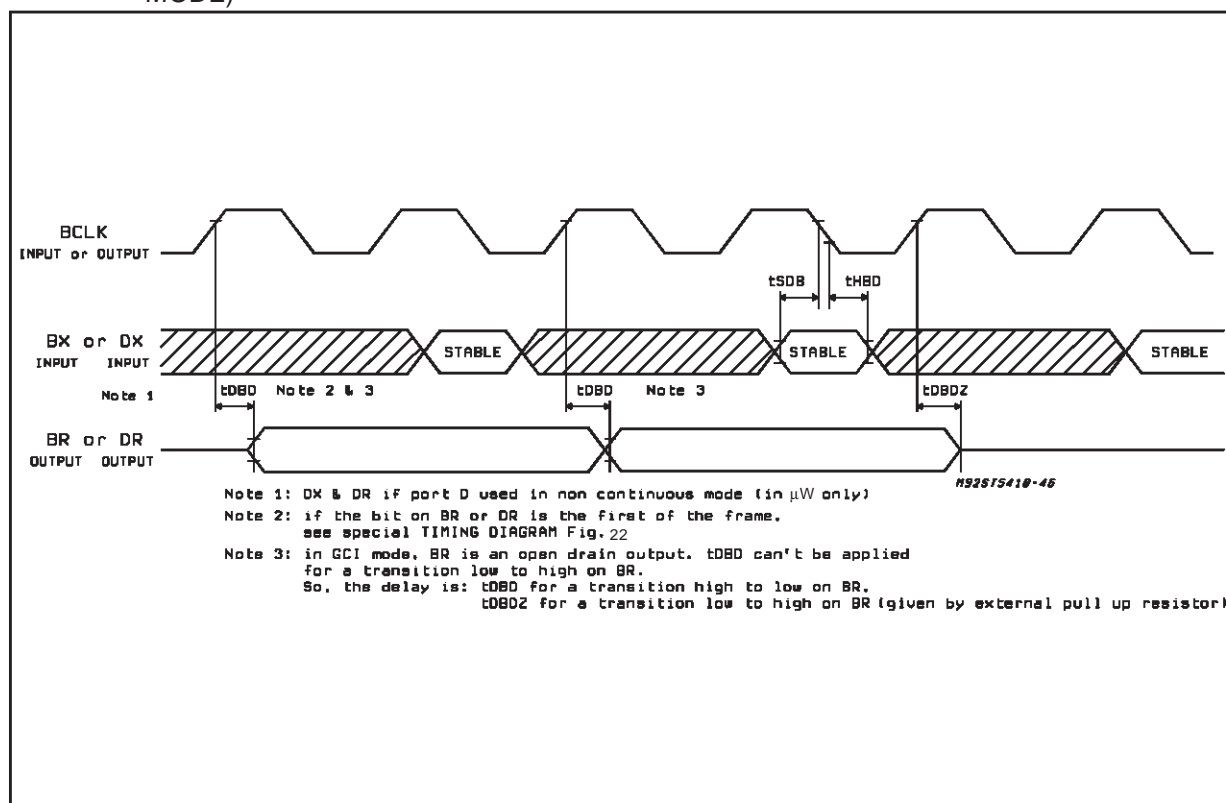 MODE)
BCLK
INPUT or OUTPUT
tSDB tHBD
BX or DX STABLE STABLE STABLE
INPUT INPUT
Note 1 tDBD Note 2 & 3 tDBD Note 3 tDBDZ
BR or DR
OUTPUT OUTPUT
M92ST5410-46
Note 1: DX & DR if port D used in non continuous mode (in µW only)
Note 2: if the bit on BR or DR is the first of the frame.
see special TIMING DIAGRAM Fig. 22
Note 3: in GCI mode. BR is an open drain output. tDBD can't be applied
for a transition low to high on BR.
So, the delay is: tDBD for a transition high to low on BR.
tDBDZ for a transition low to high on BR (given by external pull up resistor)